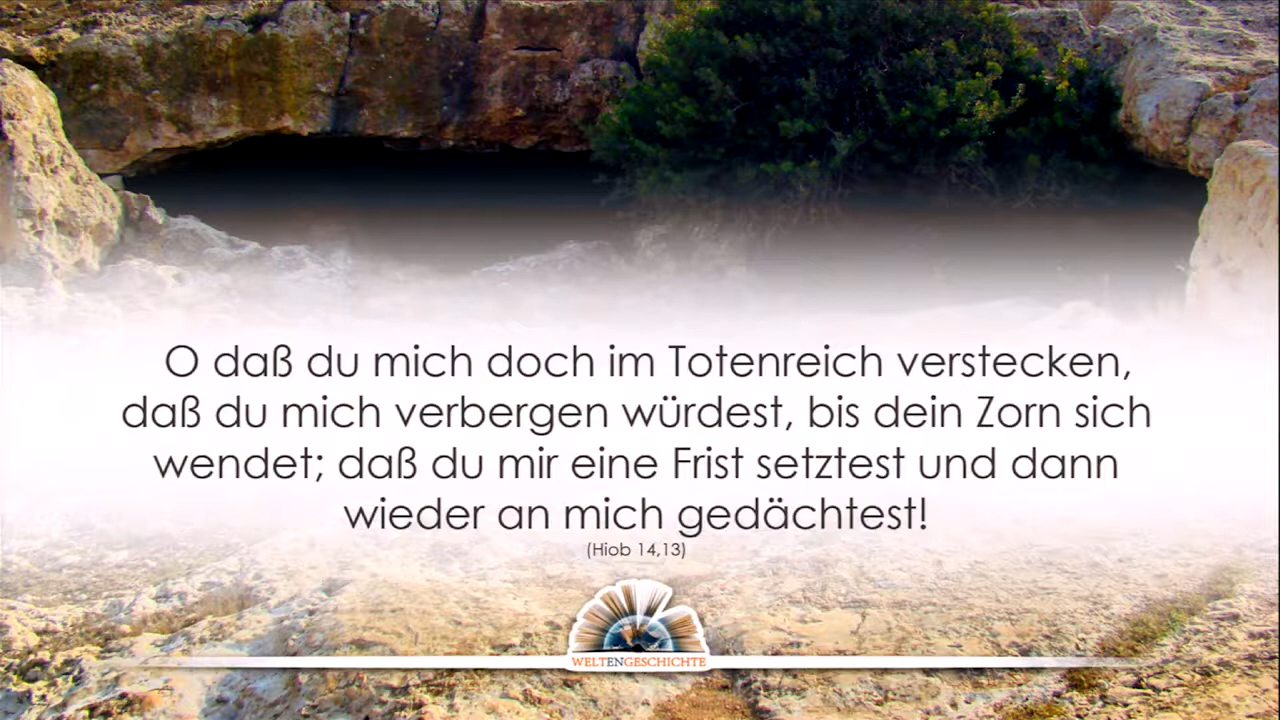 O daß du mich doch im Totenreich verstecken,
daß du mich verbergen würdest, bis dein Zorn sich
wendet; daß du mir eine Frist setztest und dann
wieder an mich gedächtest!
(Hiob 14,13)
WELTENGESCHICHTE